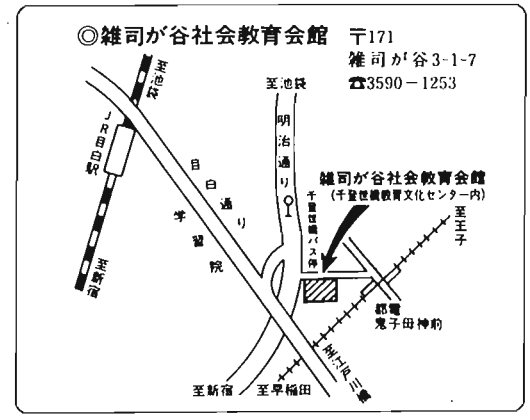 ◎雑司が谷社会教育会館
〒171
雑司が谷3-1-7
☎3590-1253
至池袋
至池袋
JR目白駅
明治通り
目白通り
学習院
千登世橋バス停
雑司が谷社会教育会館
(千登世橋教育文化センター内)
至王子
至新宿
都電
鬼子母神前
至新宿
至早稲田
至江戸川橋